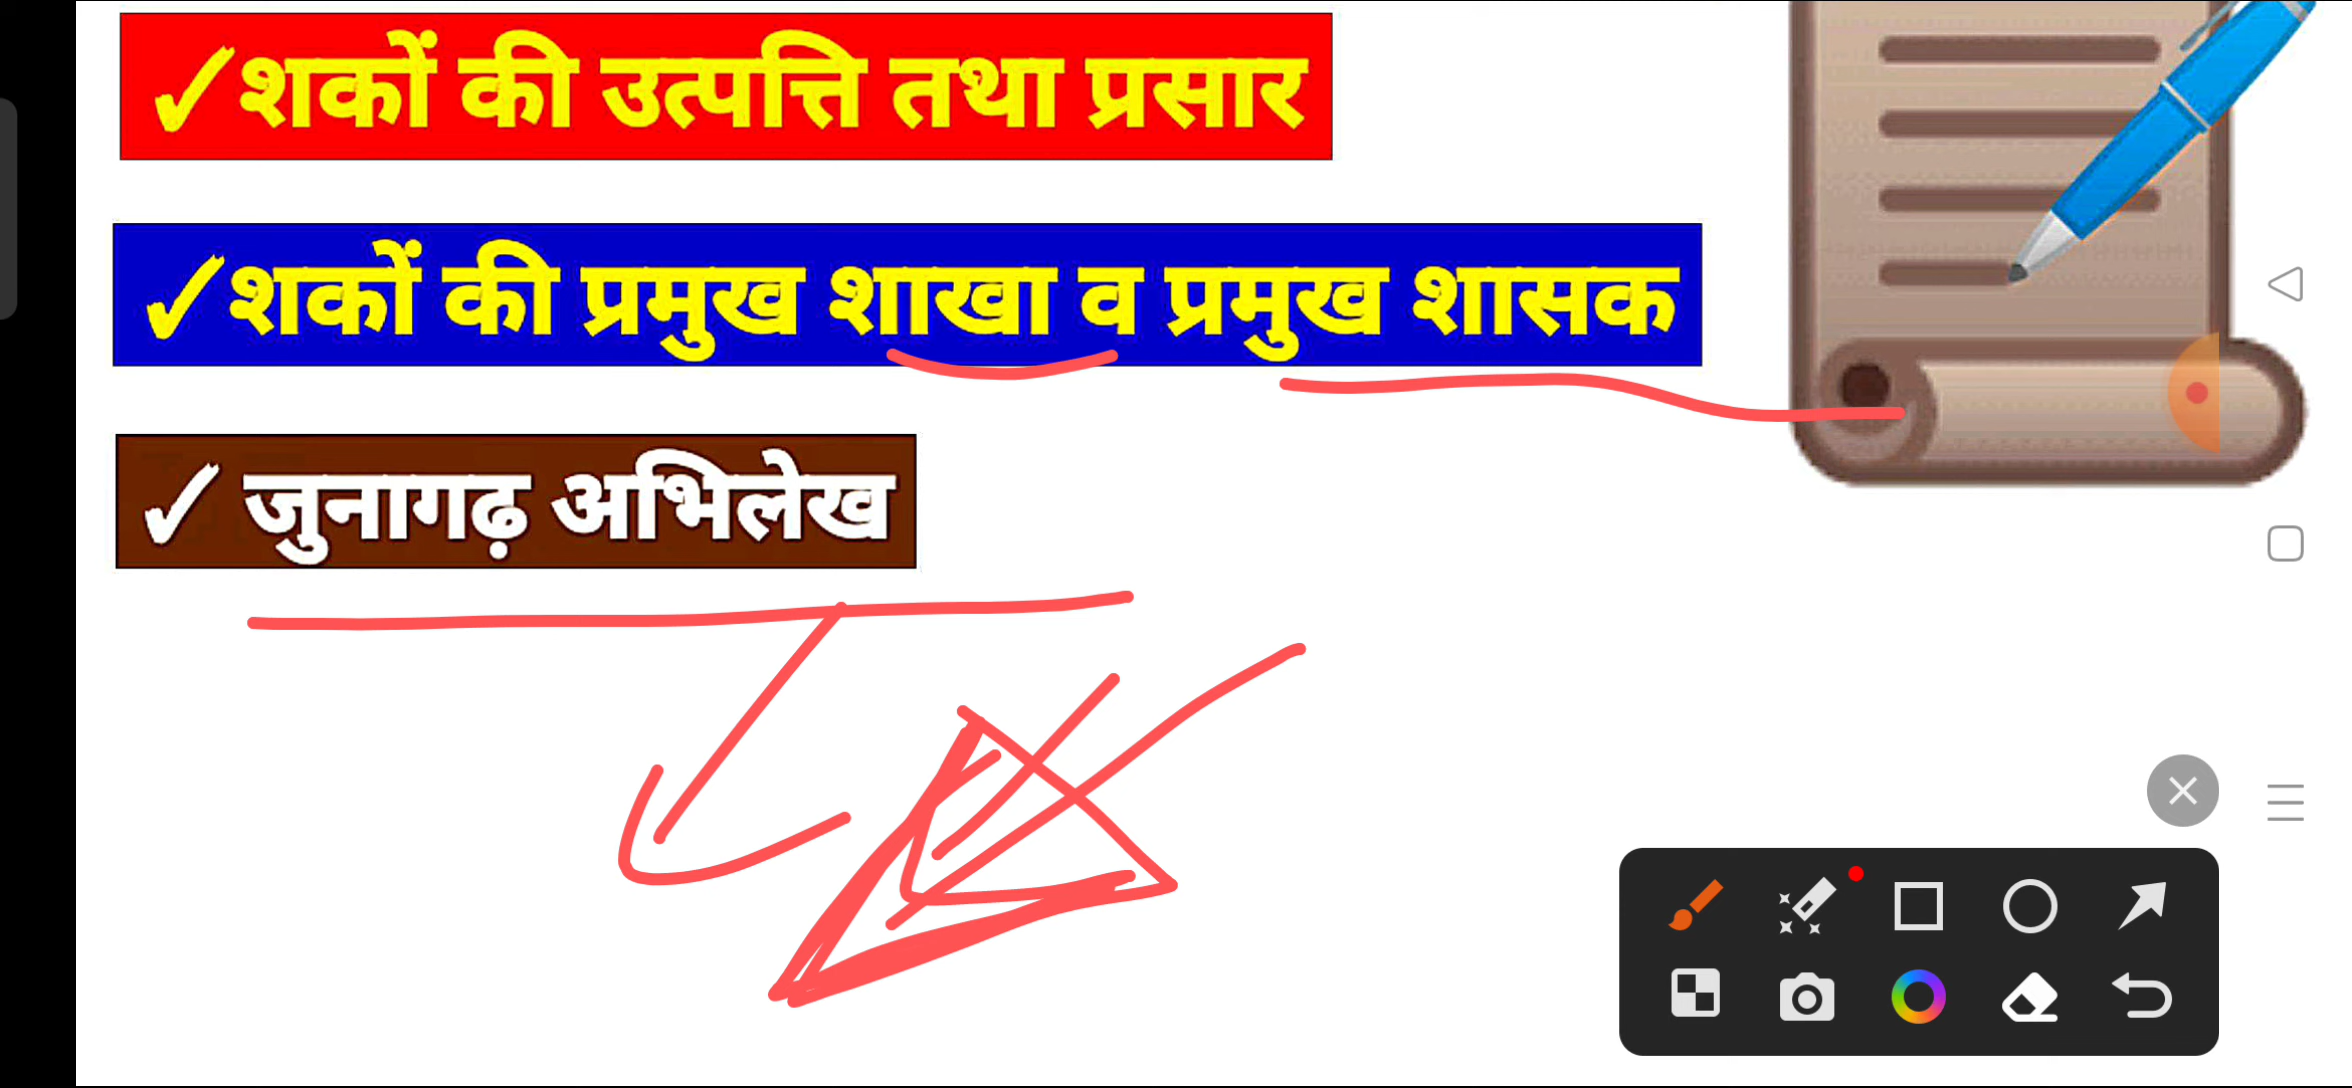 ✓शकों की उत्पत्ति तथा प्रसार
✓शकों की प्रमुख शाखा व प्रमुख शासक
✓ जुनागढ़ अभिलेख